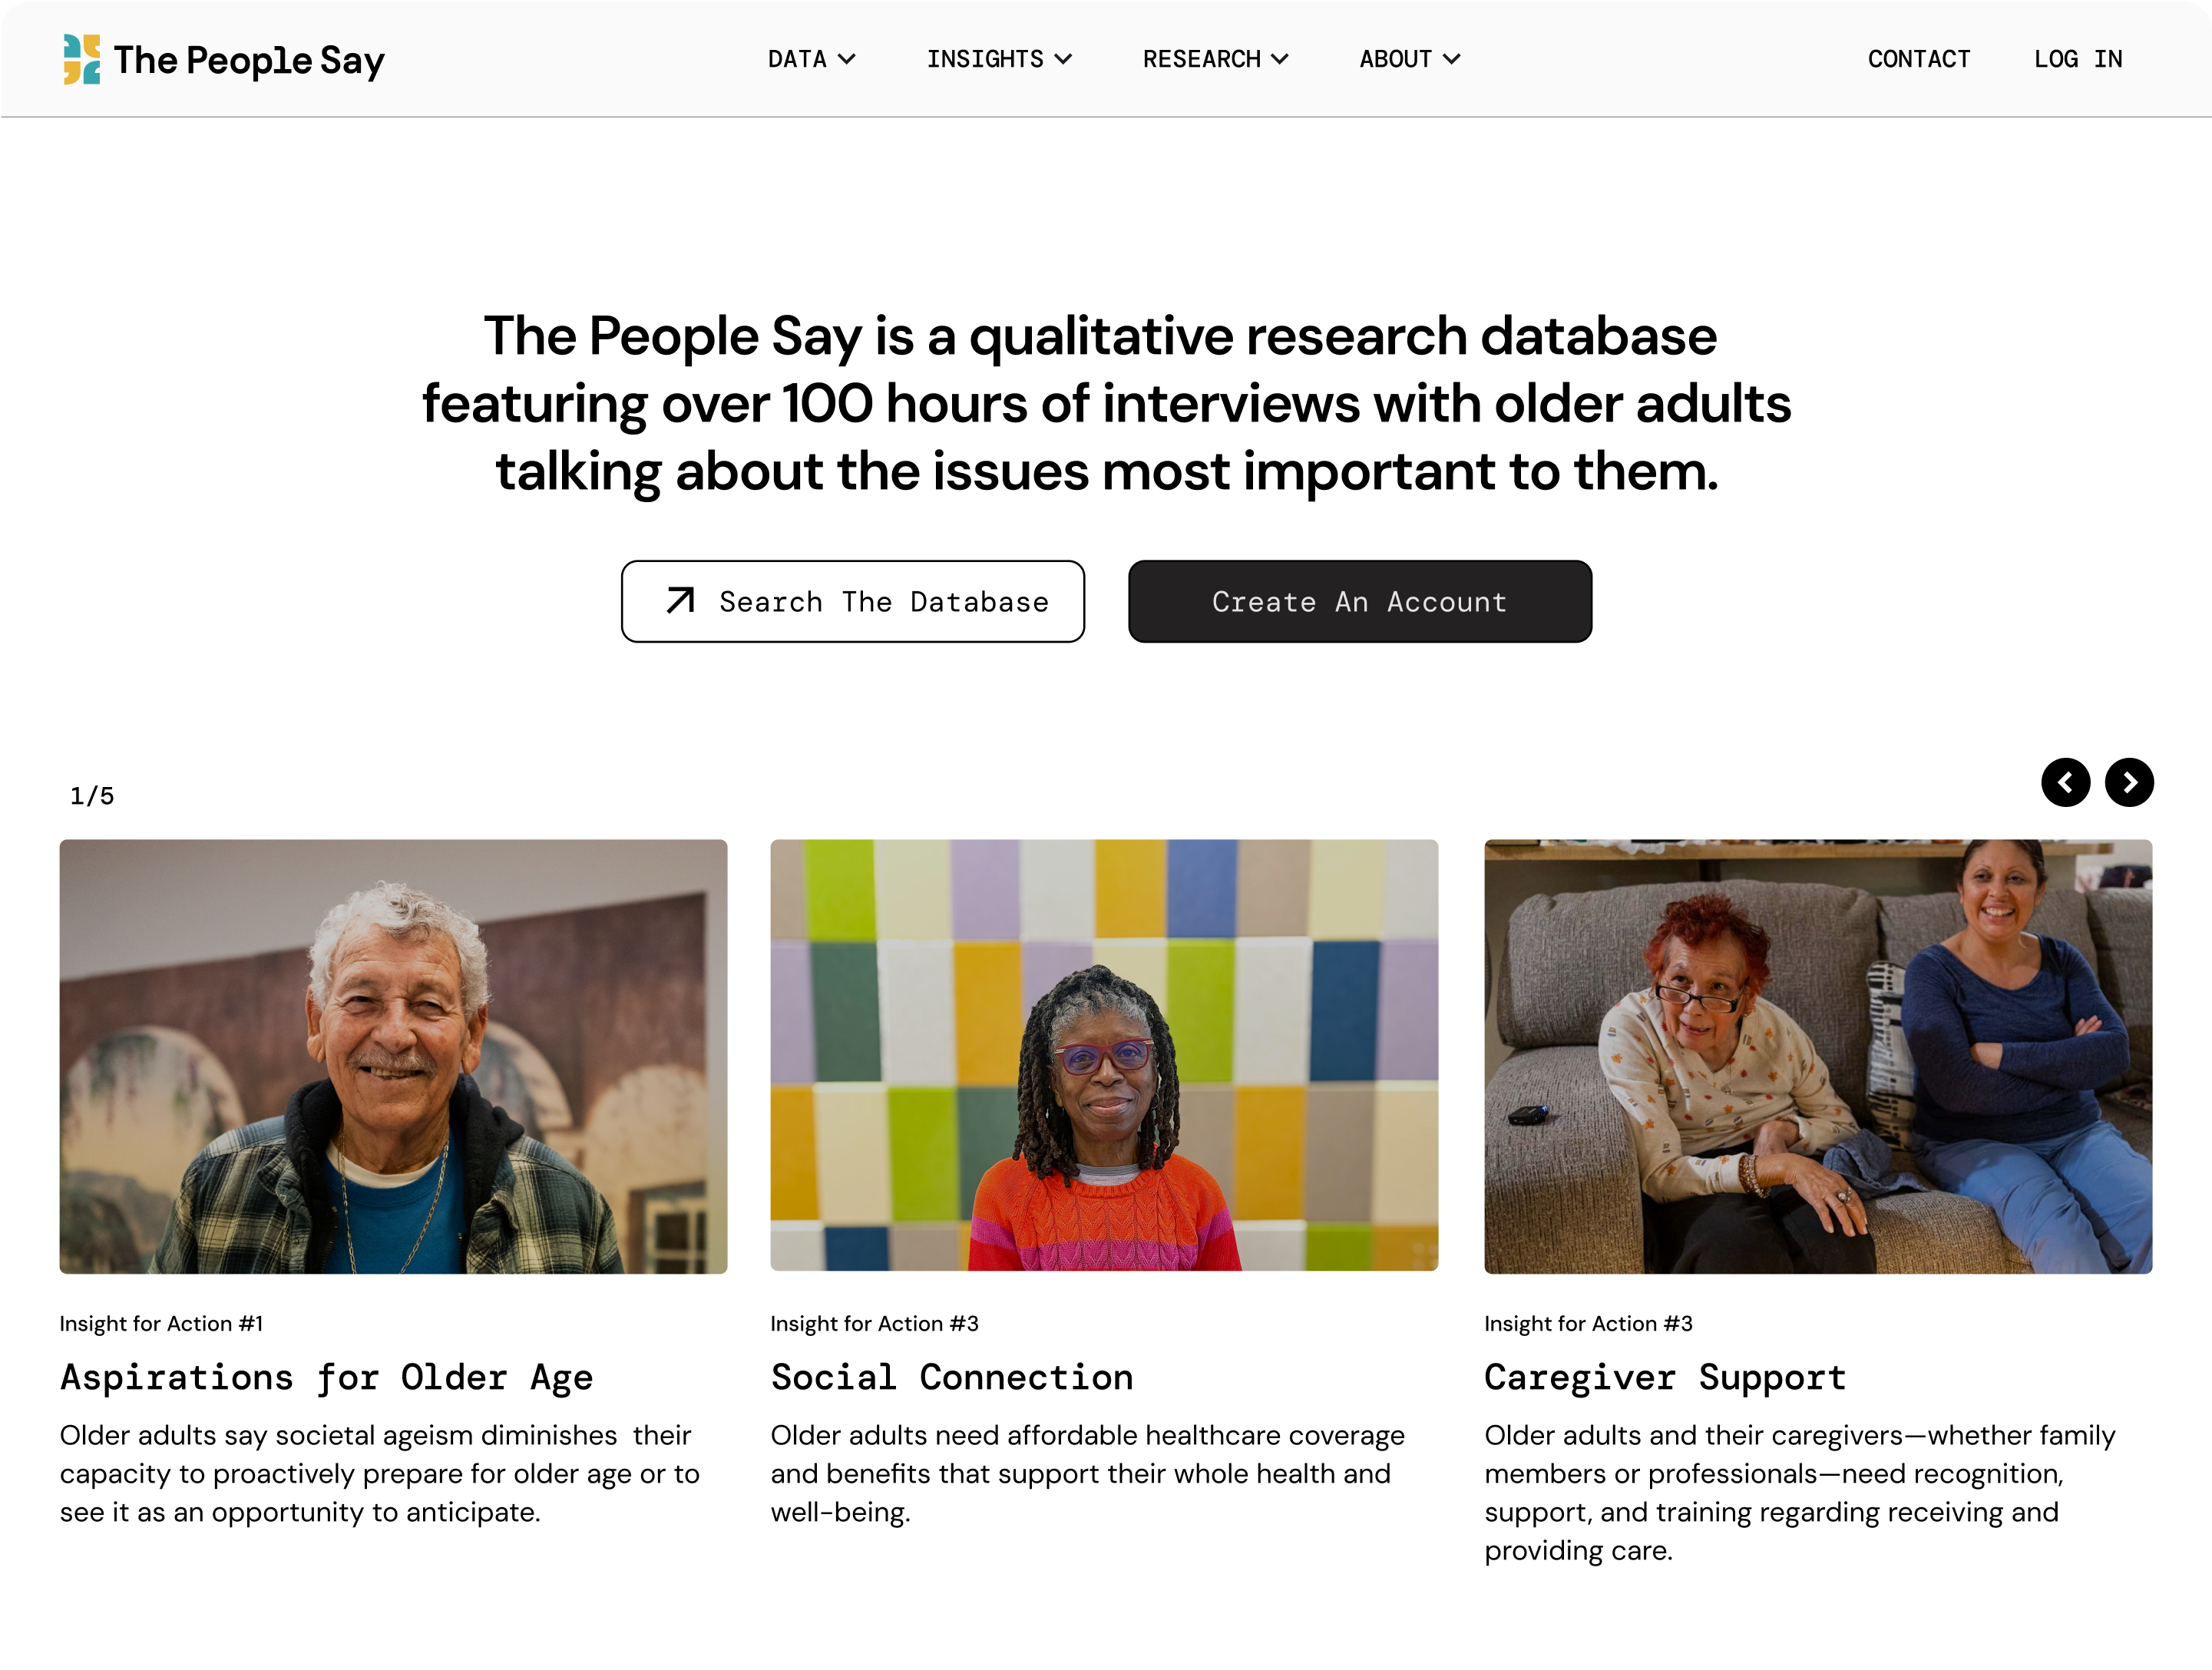 The People Say
DATA
INSIGHTS
RESEARCH
ABOUT
CONTACT
LOG IN
The People Say is a qualitative research database
featuring over 100 hours of interviews with older adults
talking about the issues most important to them.
Search The Database
Create An Account
1/5
Insight for Action #1
Aspirations for Older Age
Older adults say societal ageism diminishes  their
capacity to proactively prepare for older age or to
see it as an opportunity to anticipate.
Insight for Action #3
Social Connection
Older adults need affordable healthcare coverage
and benefits that support their whole health and
well-being.
Insight for Action #3
Caregiver Support
Older adults and their caregivers—whether family
members or professionals—need recognition,
support, and training regarding receiving and
providing care.